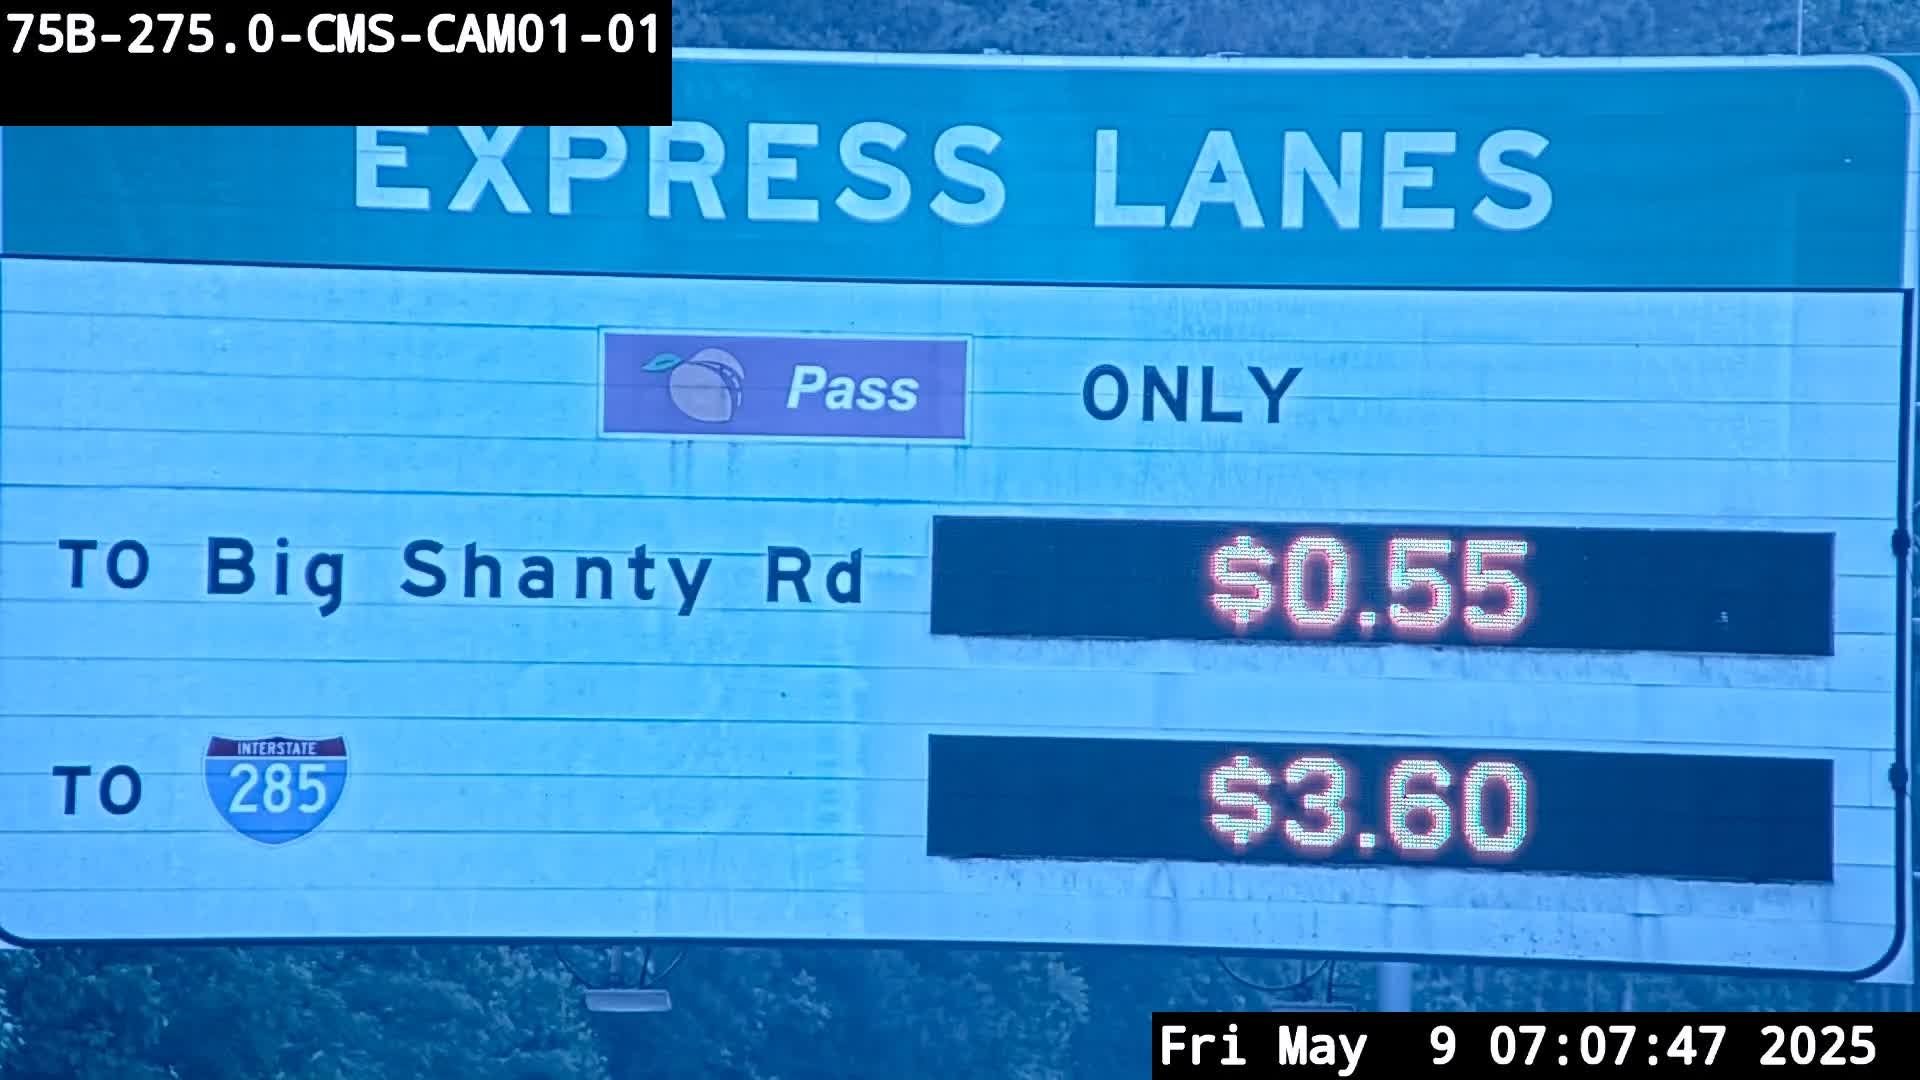 75B-275.0-CMS-CAM01-01
EXPRESS LANES
Pass ONLY
TO Big Shanty Rd $0.55
TO INTERSTATE 285 $3.60
Fri May 9 07:07:47 2025